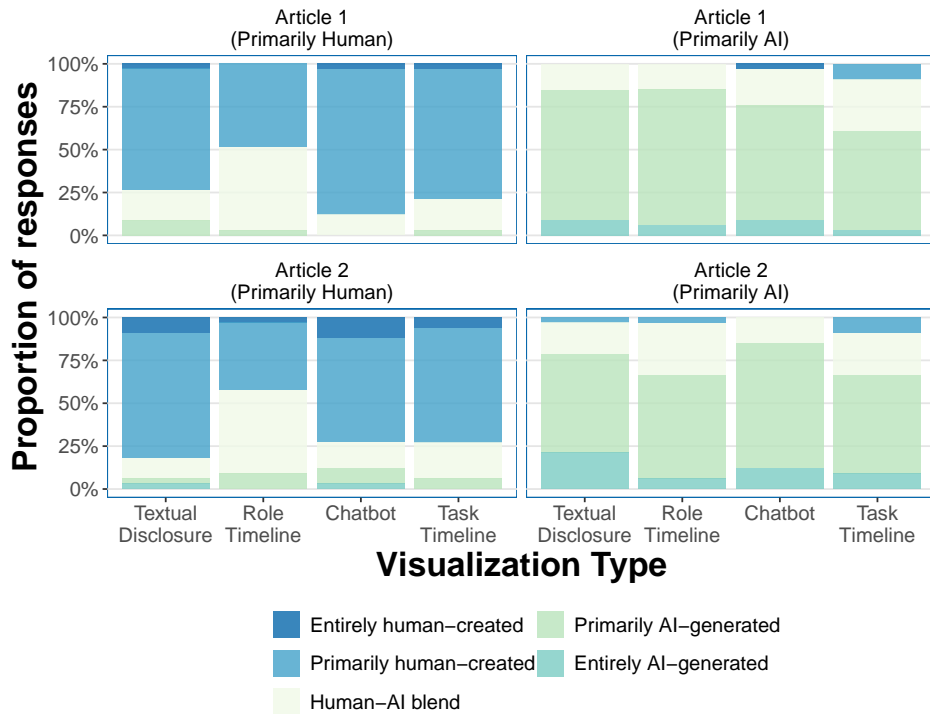 Article 1
(Primarily Human)
Article 1
(Primarily AI)
100%
75%
50%
25%
0%
Article 2
(Primarily Human)
Article 2
(Primarily AI)
100%
75%
50%
25%
0%
Proportion of responses
Textual
Disclosure
Role
Timeline
Chatbot
Task
Timeline
Textual
Disclosure
Role
Timeline
Chatbot
Task
Timeline
Visualization Type
Entirely human−created
Primarily human−created
Human−AI blend
Primarily AI−generated
Entirely AI−generated